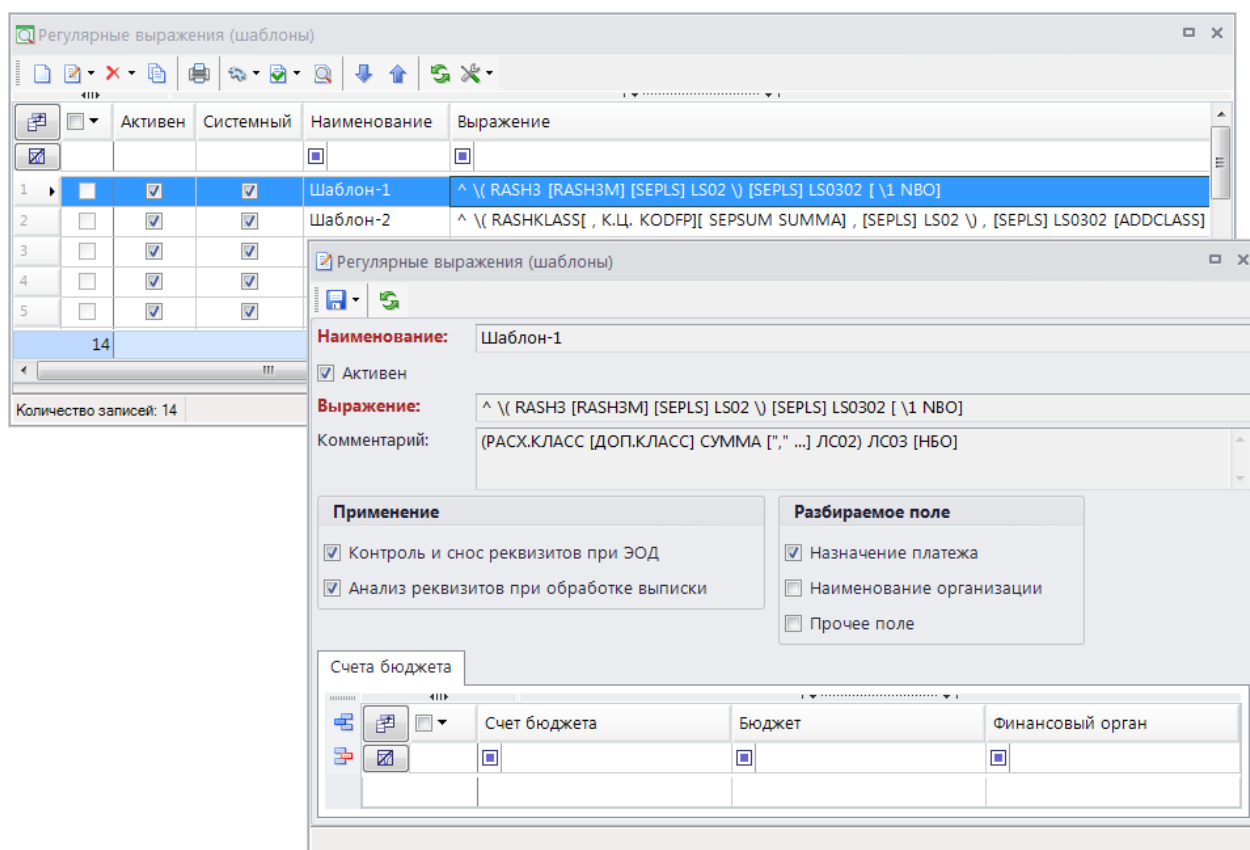 Регулярные выражения (шаблоны)
Активен Системный Наименование Выражение
1 Шаблон-1 ^ \( RASH3 [RASH3M] [SEPLS] LS02 \) [SEPLS] LS0302 [ \1 NBO]
2 Шаблон-2 ^ \( RASHKLASS[ , К.Ц. KODFP][ SEPSUM SUMMA] , [SEPLS] LS02 \) , [SEPLS] LS0302 [ADDCLASS]
3
4
5
14
Количество записей: 14
Регулярные выражения (шаблоны)
Наименование: Шаблон-1
Активен
Выражение: ^ \( RASH3 [RASH3M] [SEPLS] LS02 \) [SEPLS] LS0302 [ \1 NBO]
Комментарий: (РАСХ.КЛАСС [ДОП.КЛАСС] СУММА ["," ...] ЛС02) ЛС03 [НБО]
Применение Разбираемое поле
Контроль и снос реквизитов при ЭОД Назначение платежа
Анализ реквизитов при обработке выписки Наименование организации
Прочее поле
Счета бюджета
Счет бюджета Бюджет Финансовый орган